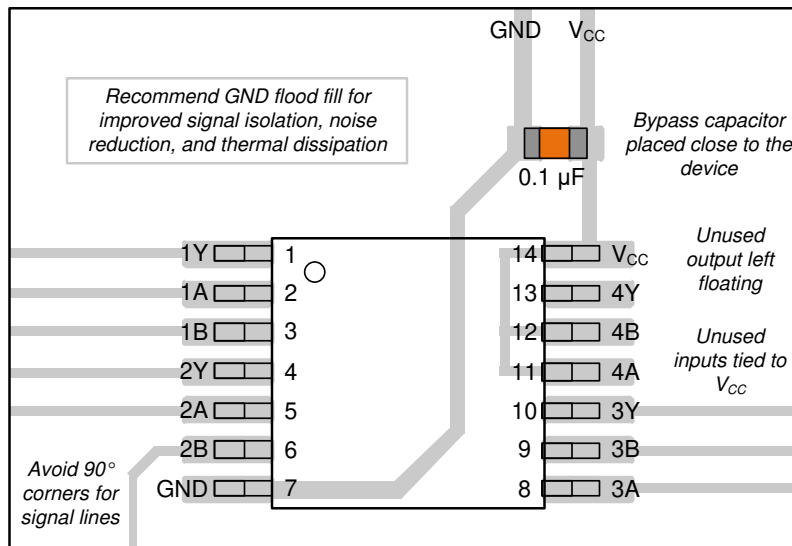 GND VCC
Recommend GND flood fill for
improved signal isolation, noise
reduction, and thermal dissipation
Bypass capacitor
placed close to the
device
0.1 µF
1Y 1 14 VCC
1A 2 13 4Y
1B 3 12 4B
2Y 4 11 4A
2A 5 10 3Y
2B 6 9 3B
GND 7 8 3A
Unused
output left
floating
Unused
inputs tied to
VCC
Avoid 90°
corners for
signal lines